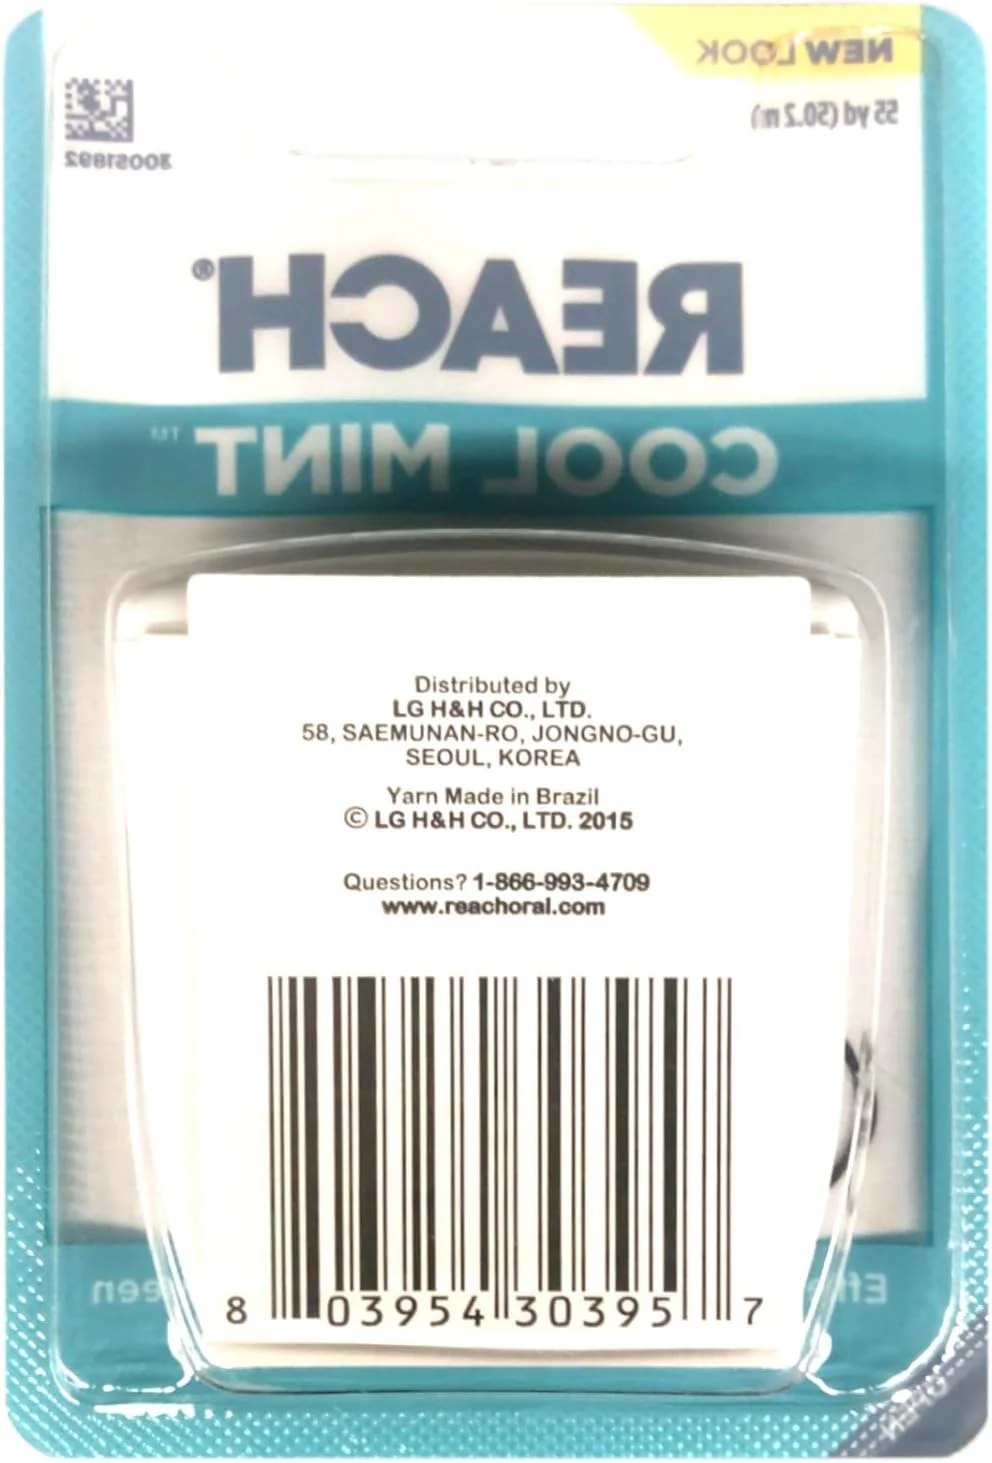 NEW LOOK
55 yd (50.2 m)
30051892
REACH®
COOL MINT™
Distributed by
LG H&H CO., LTD.
58, SAEMUNAN-RO, JONGNO-GU,
SEOUL, KOREA
Yarn Made in Brazil
© LG H&H CO., LTD. 2015
Questions? 1-866-993-4709
www.reachoral.com
8 03954 30395 7
OPEN